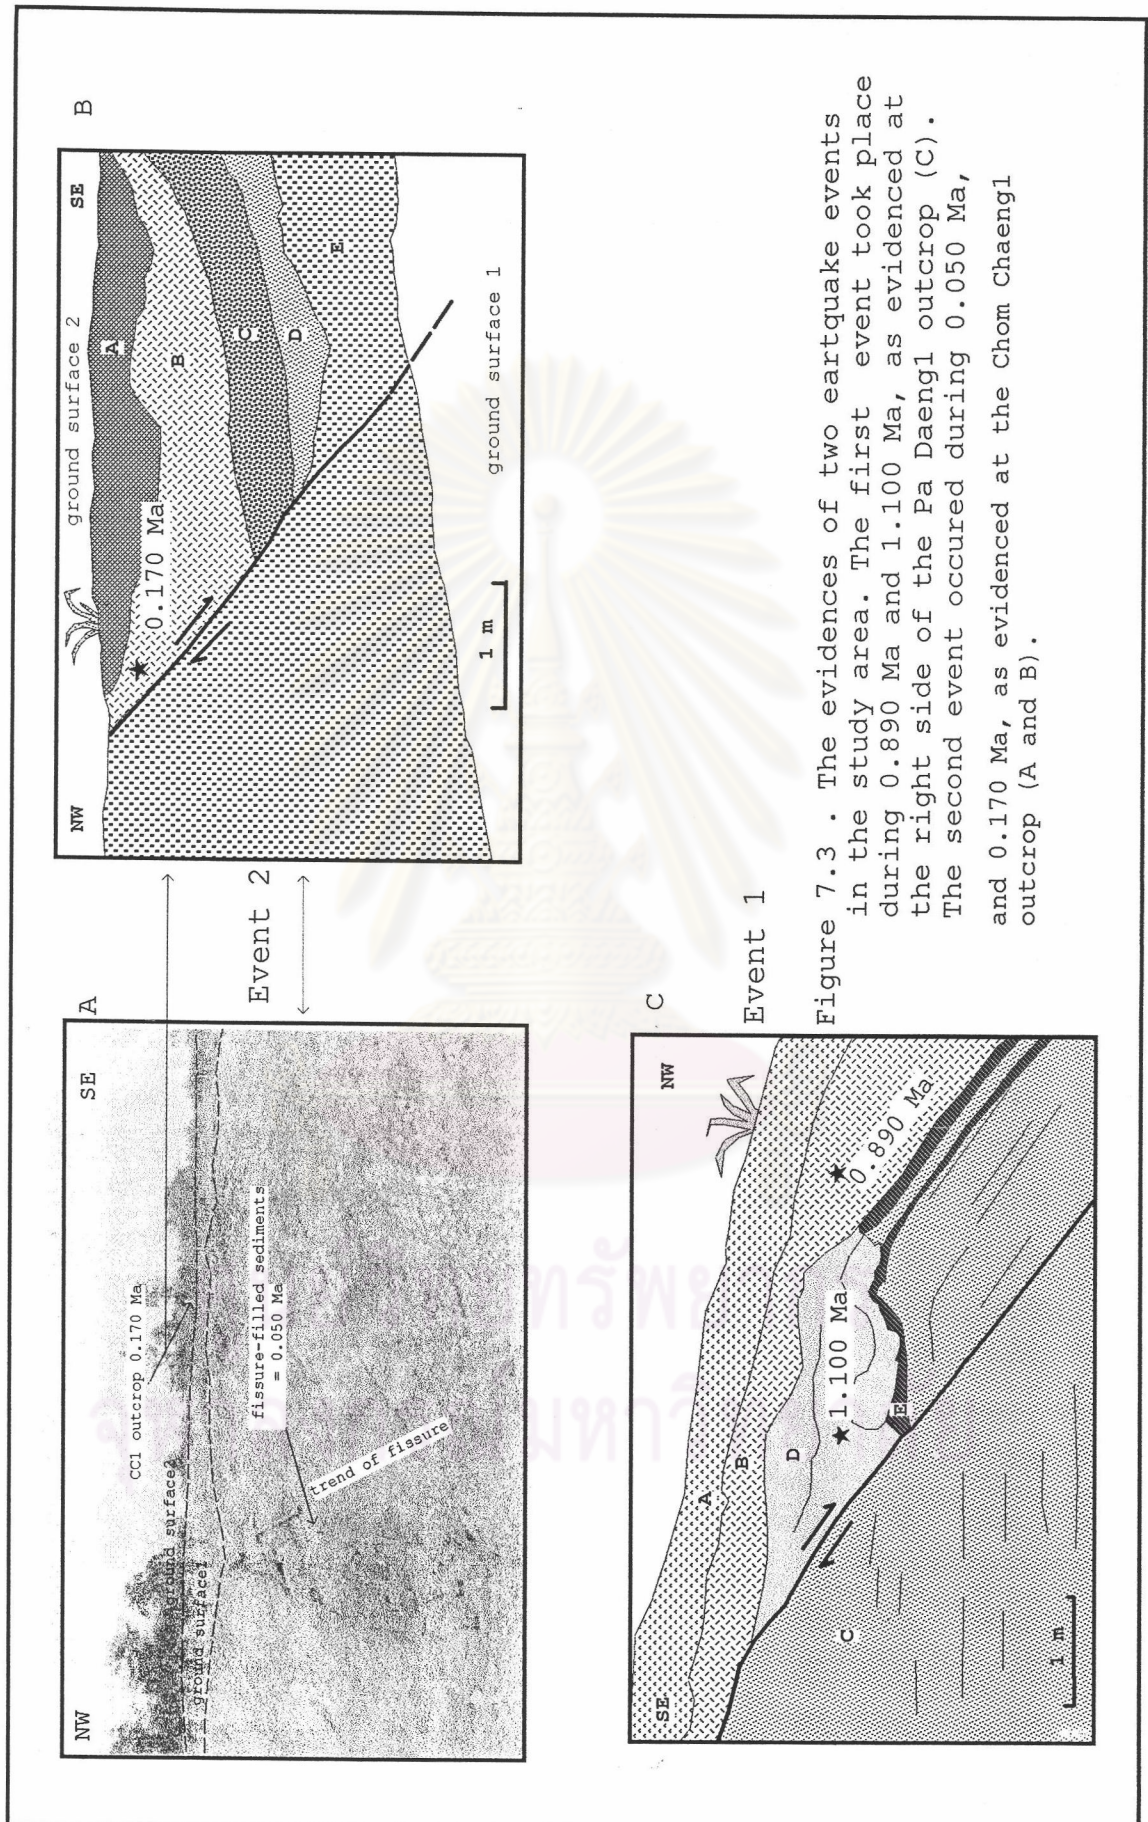 A
NW
SE
CC1 outcrop 0.170 Ma
ground surface2
ground surface1
fissure-filled sediments
= 0.050 Ma
trend of fissure
Event 2
B
NW
SE
ground surface 2
A
0.170 Ma
B
C
D
E
1 m
ground surface 1
C
Event 1
SE
NW
A
B
D
1.100 Ma
0.890 Ma
E
C
1 m
Figure 7.3 . The evidences of two eartquake events
in the study area. The first event took place
during 0.890 Ma and 1.100 Ma, as evidenced at
the right side of the Pa Daeng1 outcrop (C).
The second event occured during 0.050 Ma,
and 0.170 Ma, as evidenced at the Chom Chaeng1
outcrop (A and B).